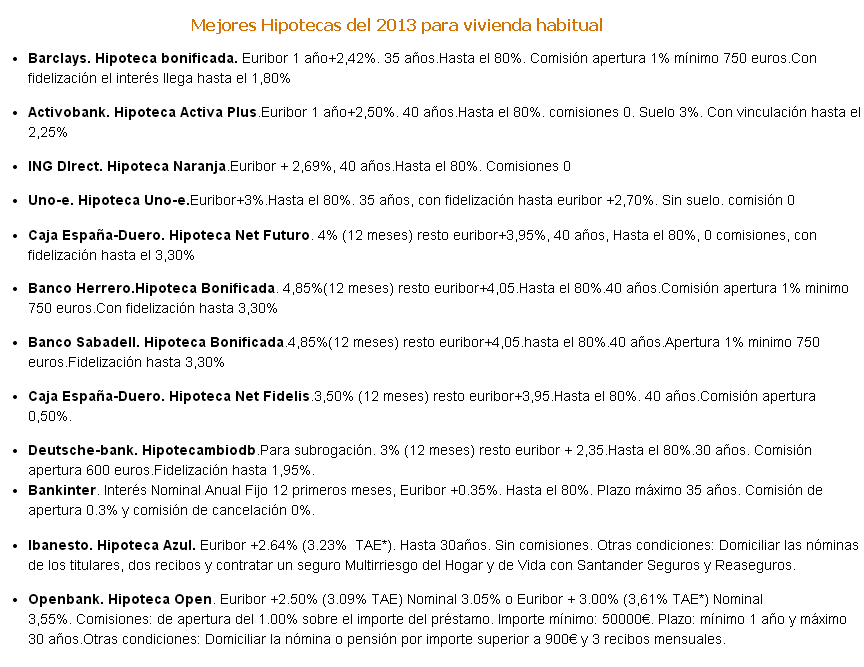 Mejores Hipotecas del 2013 para vivienda habitual
• Barclays. Hipoteca bonificada. Euribor 1 año+2,42%. 35 años.Hasta el 80%. Comisión apertura 1% mínimo 750 euros.Con
fidelización el interés llega hasta el 1,80%
• Activobank. Hipoteca Activa Plus.Euribor 1 año+2,50%. 40 años.Hasta el 80%. comisiones 0. Suelo 3%. Con vinculación hasta el
2,25%
• ING DIrect. Hipoteca Naranja.Euribor + 2,69%, 40 años.Hasta el 80%. Comisiones 0
• Uno-e. Hipoteca Uno-e.Euribor+3%.Hasta el 80%. 35 años, con fidelización hasta euribor +2,70%. Sin suelo. comisión 0
• Caja España-Duero. Hipoteca Net Futuro. 4% (12 meses) resto euribor+3,95%, 40 años, Hasta el 80%, 0 comisiones, con
fidelización hasta el 3,30%
• Banco Herrero.Hipoteca Bonificada. 4,85%(12 meses) resto euribor+4,05.Hasta el 80%.40 años.Comisión apertura 1% minimo
750 euros.Con fidelización hasta 3,30%
• Banco Sabadell. Hipoteca Bonificada.4,85%(12 meses) resto euribor+4,05.hasta el 80%.40 años.Apertura 1% minimo 750
euros.Fidelización hasta 3,30%
• Caja España-Duero. Hipoteca Net Fidelis.3,50% (12 meses) resto euribor+3,95.Hasta el 80%. 40 años.Comisión apertura
0,50%.
• Deutsche-bank. Hipotecambiodb.Para subrogación. 3% (12 meses) resto euribor + 2,35.Hasta el 80%.30 años. Comisión
apertura 600 euros.Fidelización hasta 1,95%.
• Bankinter. Interés Nominal Anual Fijo 12 primeros meses, Euribor +0.35%. Hasta el 80%. Plazo máximo 35 años. Comisión de
apertura 0.3% y comisión de cancelación 0%.
• Ibanesto. Hipoteca Azul. Euribor +2.64% (3.23% TAE*). Hasta 30años. Sin comisiones. Otras condiciones: Domiciliar las nóminas
de los titulares, dos recibos y contratar un seguro Multirriesgo del Hogar y de Vida con Santander Seguros y Reaseguros.
• Openbank. Hipoteca Open. Euribor +2.50% (3.09% TAE) Nominal 3.05% o Euribor + 3.00% (3,61% TAE*) Nominal
3,55%. Comisiones: de apertura del 1.00% sobre el importe del préstamo. Importe mínimo: 50000€. Plazo: mínimo 1 año y máximo
30 años.Otras condiciones: Domiciliar la nómina o pensión por importe superior a 900€ y 3 recibos mensuales.